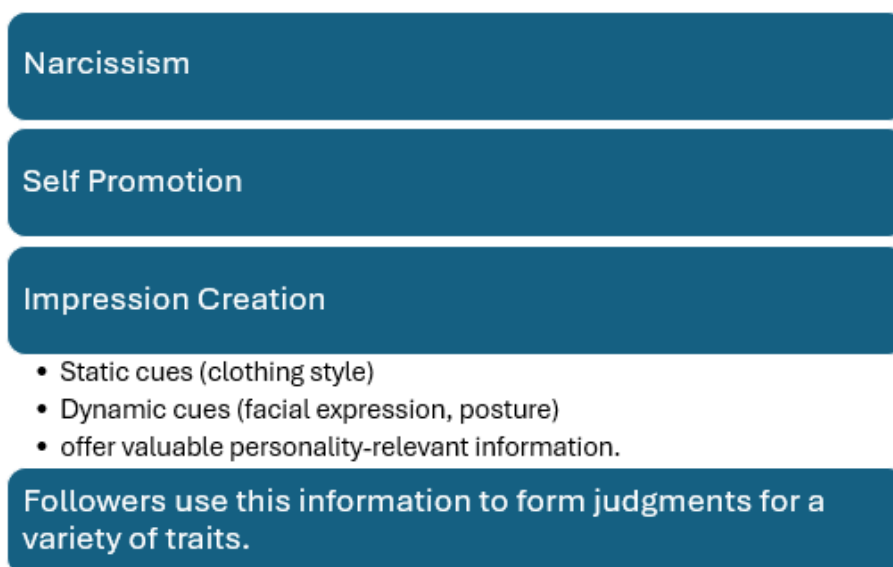 Narcissism
Self Promotion
Impression Creation
• Static cues (clothing style)
• Dynamic cues (facial expression, posture)
• offer valuable personality-relevant information.
Followers use this information to form judgments for a
variety of traits.